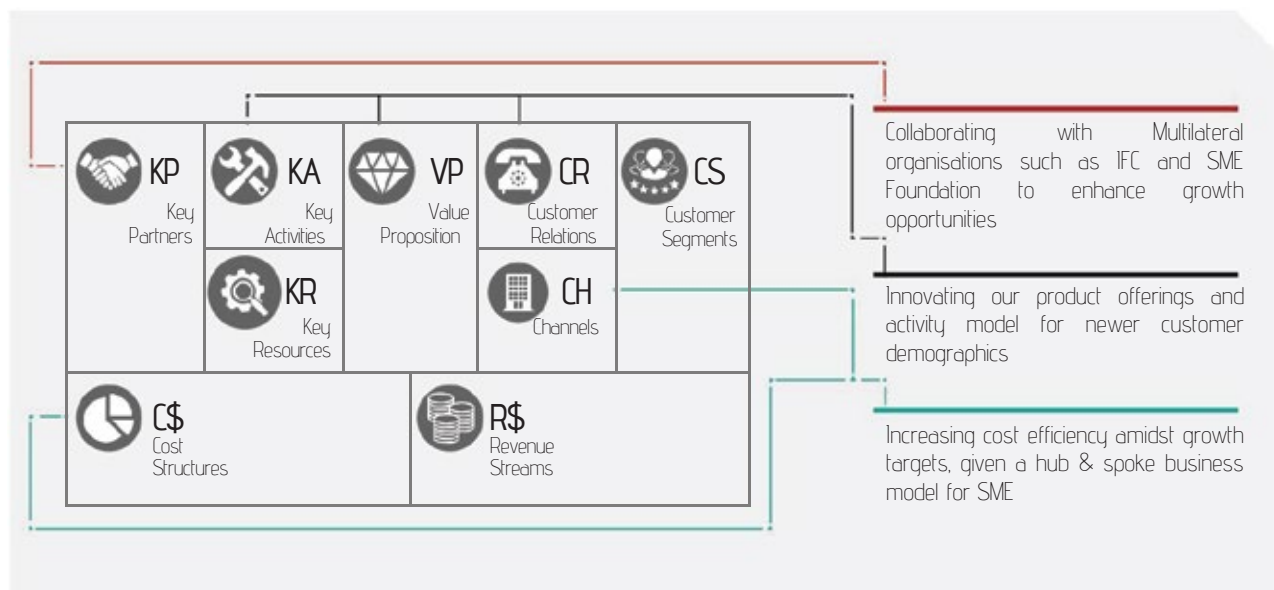 KP
Key
Partners
KA
Key
Activities
VP
Value
Proposition
CR
Customer
Relations
CS
Customer
Segments
KR
Key
Resources
CH
Channels
C$
Cost
Structures
R$
Revenue
Streams
Collaborating with Multilateral
organisations such as IFC and SME
Foundation to enhance growth
opportunities
Innovating our product offerings and
activity model for newer customer
demographics
Increasing cost efficiency amidst growth
targets, given a hub & spoke business
model for SME